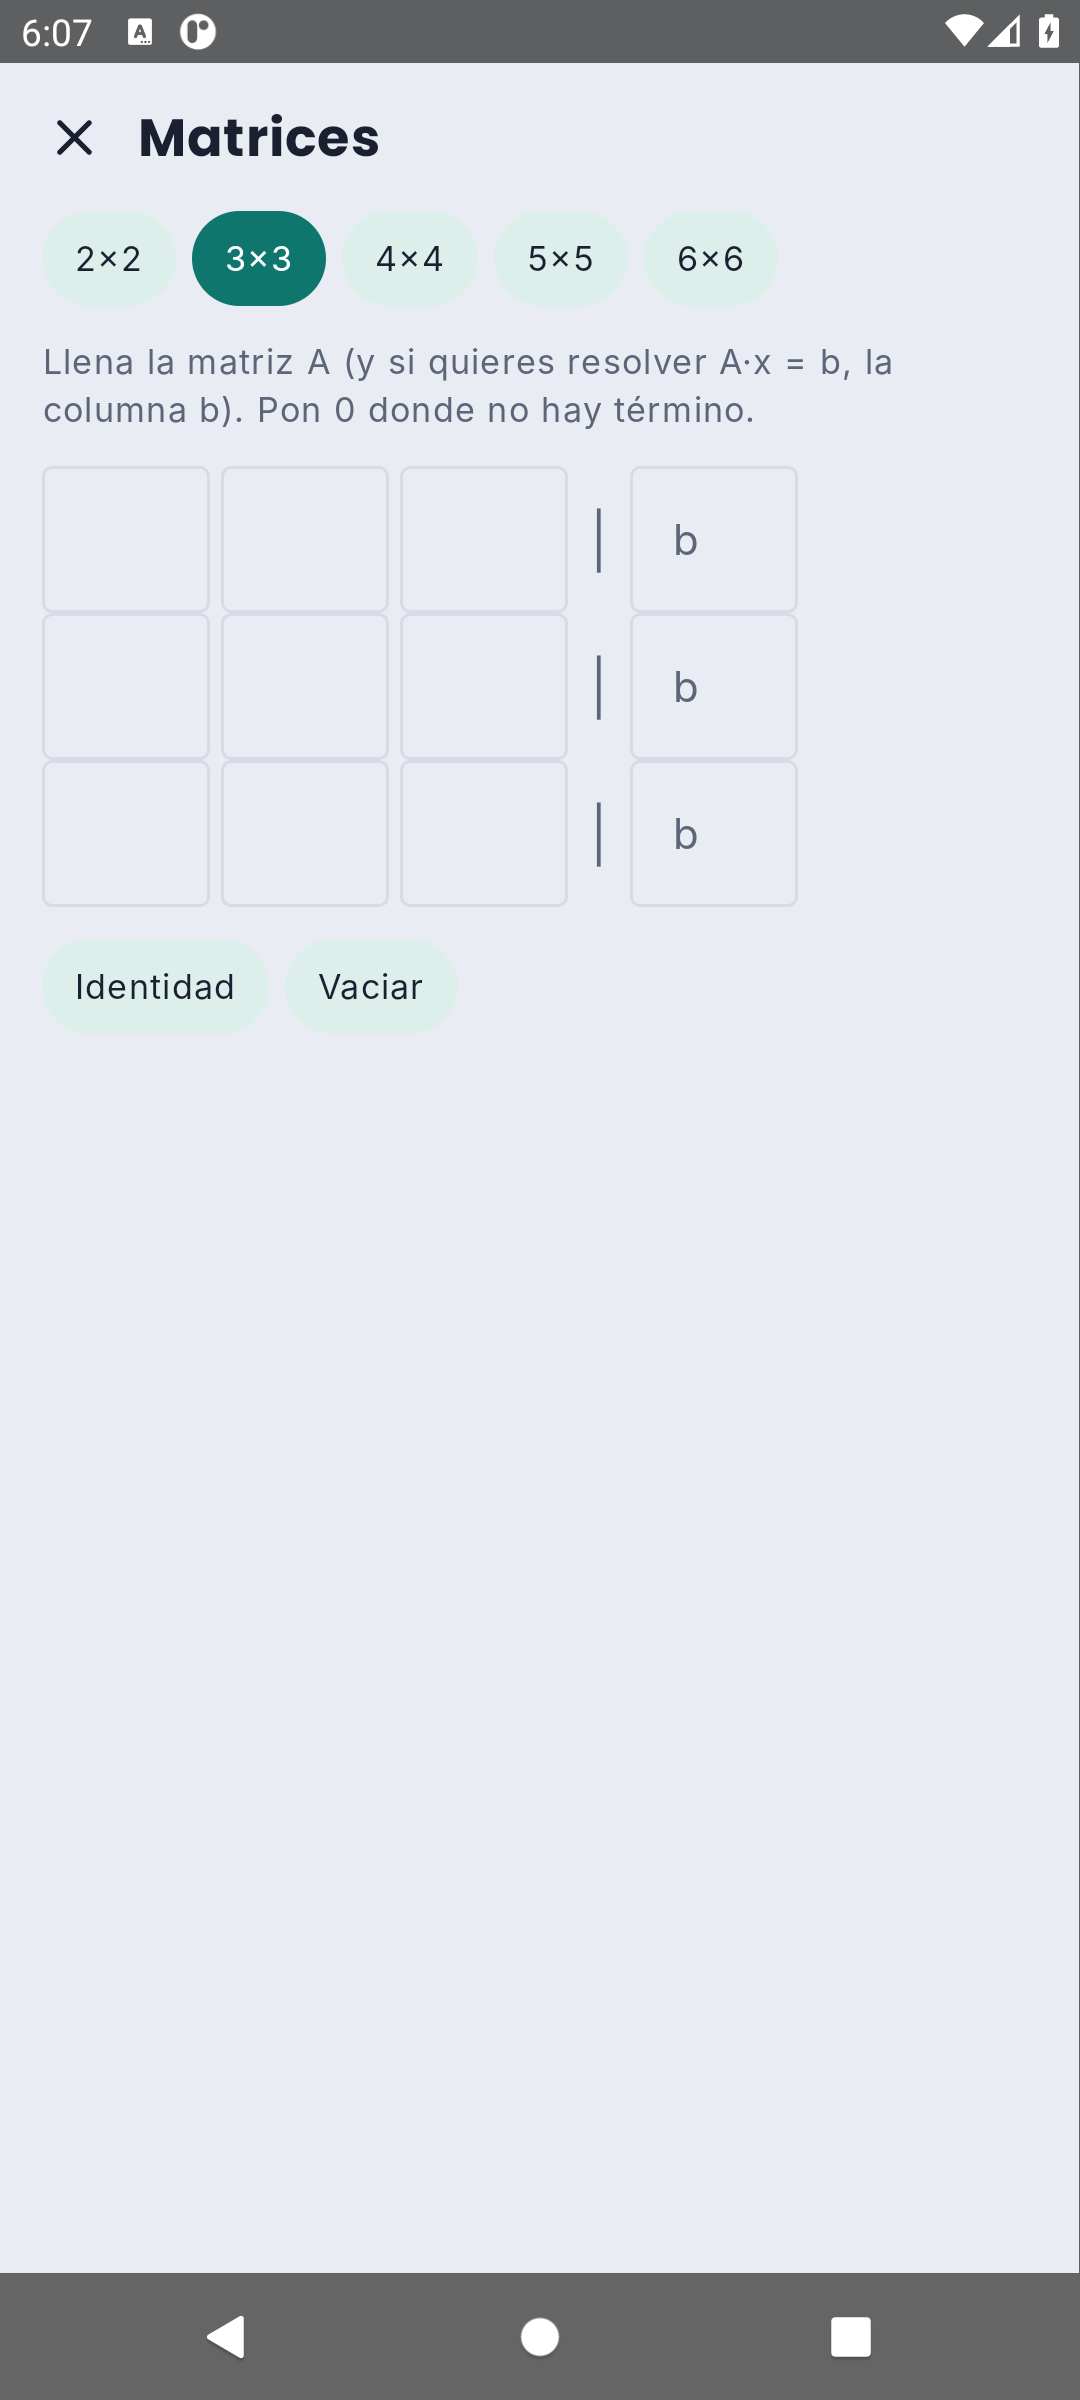 6:07
Matrices
2×2 3×3 4×4 5×5 6×6
Llena la matriz A (y si quieres resolver A·x = b, la
columna b). Pon 0 donde no hay término.
| b
| b
| b
Identidad Vaciar